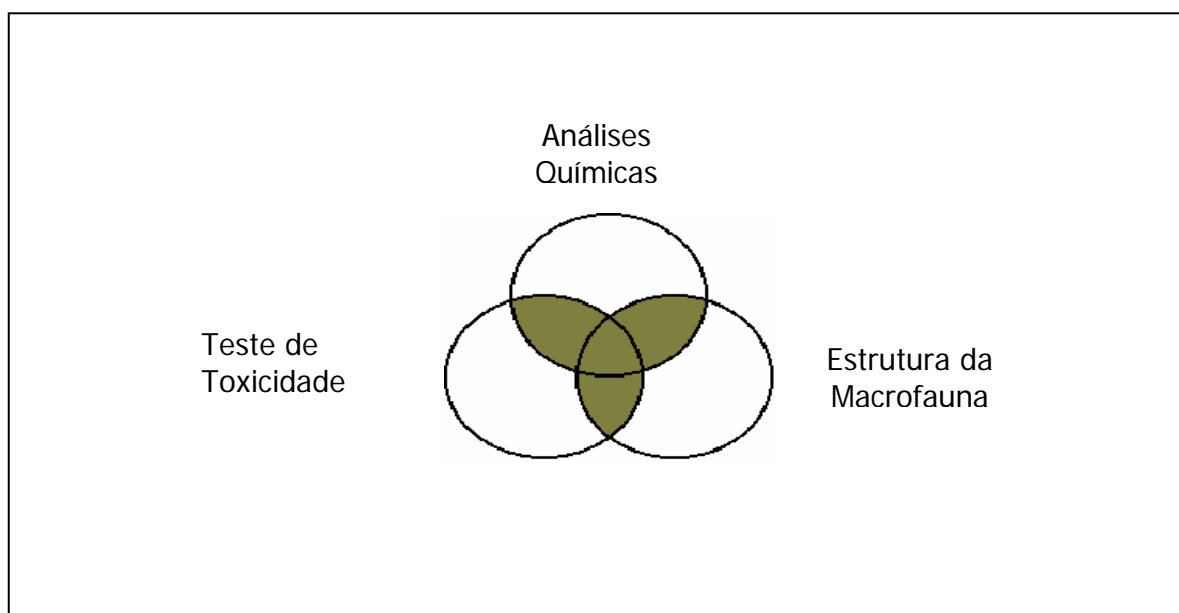 Análises
Químicas
Teste de
Toxicidade
Estrutura da
Macrofauna